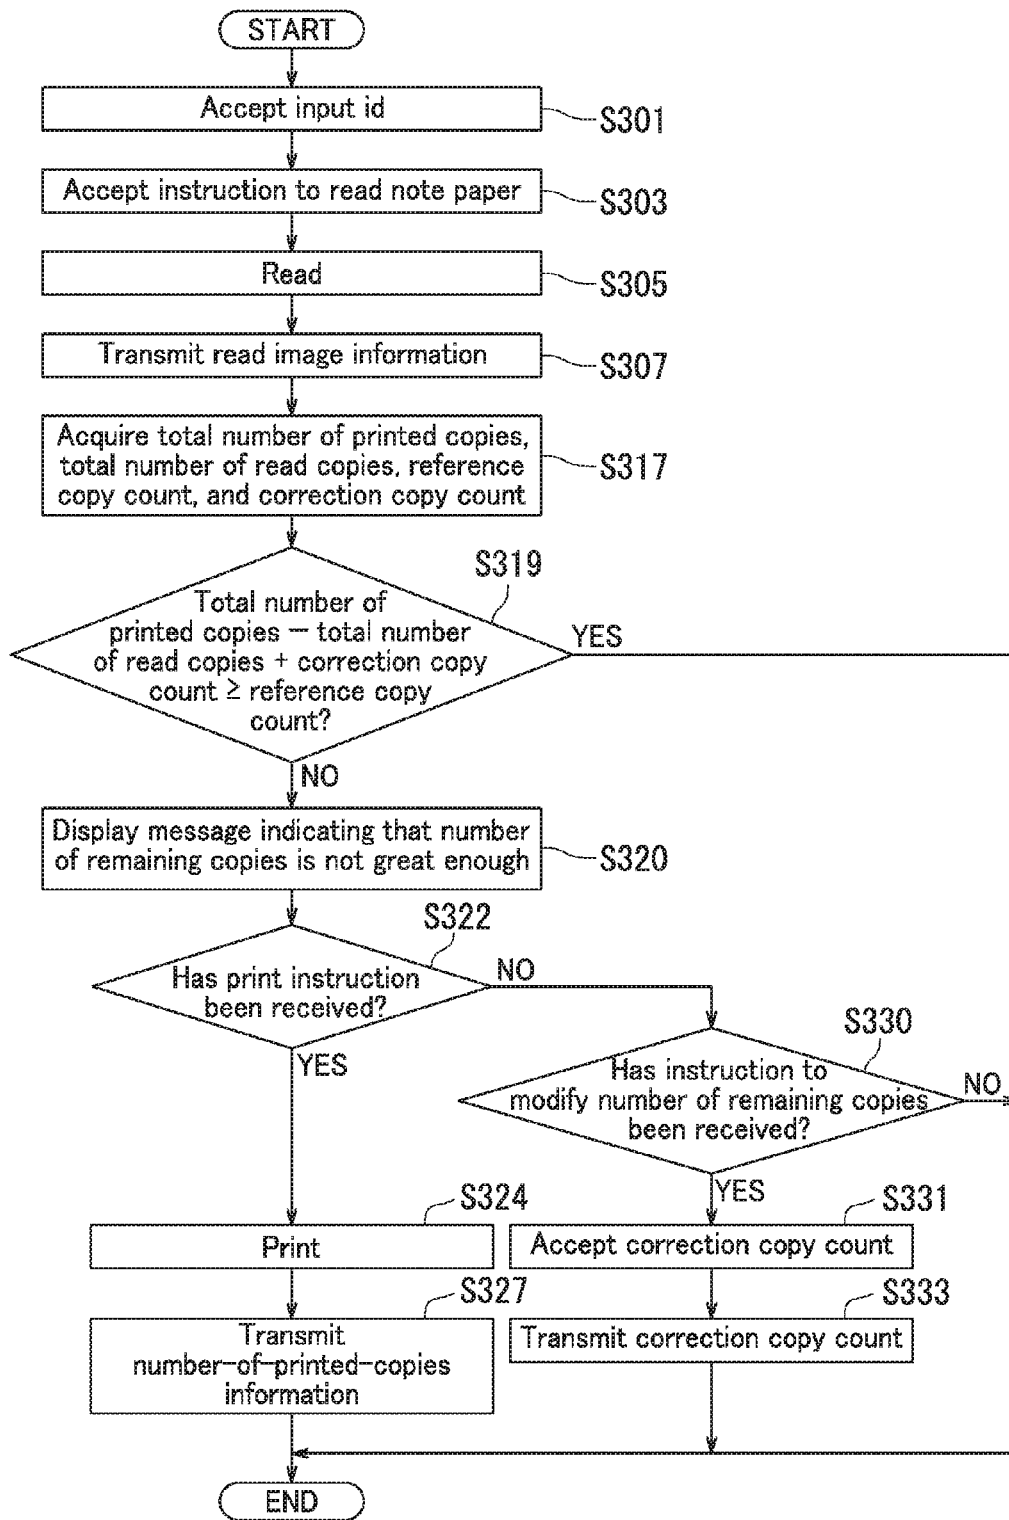 START
Accept input id
S301
Accept instruction to read note paper
S303
Read
S305
Transmit read image information
S307
Acquire total number of printed copies,
total number of read copies, reference
copy count, and correction copy count
S317
S319
Total number of
printed copies − total number
of read copies + correction copy
count ≥ reference copy
count?
YES
NO
Display message indicating that number
of remaining copies is not great enough
S320
S322
Has print instruction
been received?
NO
YES
S330
Has instruction to
modify number of remaining copies
been received?
NO
YES
S324
Print
S331
Accept correction copy count
S327
Transmit
number-of-printed-copies
information
S333
Transmit correction copy count
END